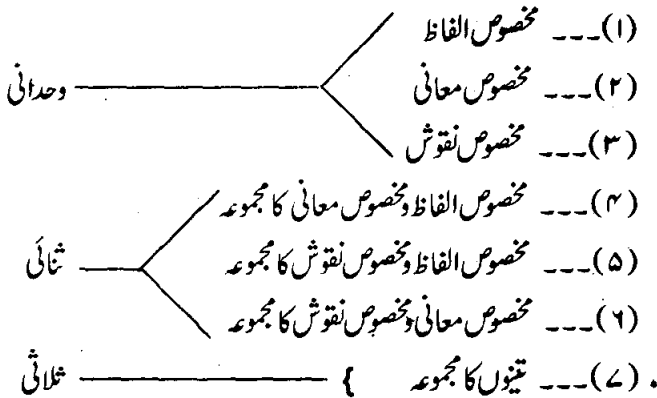 (۱)--- مخصوص الفاظ
(۲)--- مخصوص معانی
وحدانی
(۳)--- مخصوص نقوش
(۴)--- مخصوص الفاظ ومخصوص معانی کا مجموعہ
(۵)--- مخصوص الفاظ ومخصوص نقوش کا مجموعہ
ثنائی
(۶)--- مخصوص معانی ومخصوص نقوش کا مجموعہ
(۷)--- تینوں کا مجموعہ } ثلاثی